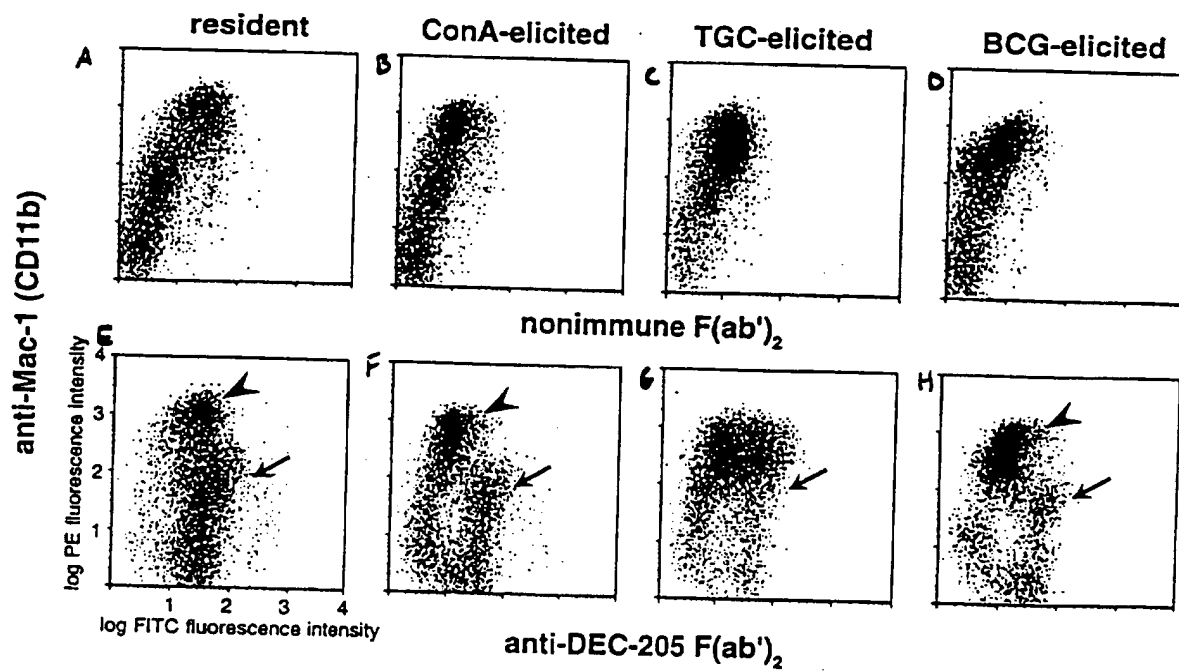 resident
ConA-elicited
TGC-elicited
BCG-elicited
A
B
C
D
anti-Mac-1 (CD11b)
nonimmune F(ab')2
E
F
G
H
log PE fluorescence intensity
4
3
2
1
1 2 3 4
log FITC fluorescence intensity
anti-DEC-205 F(ab')2